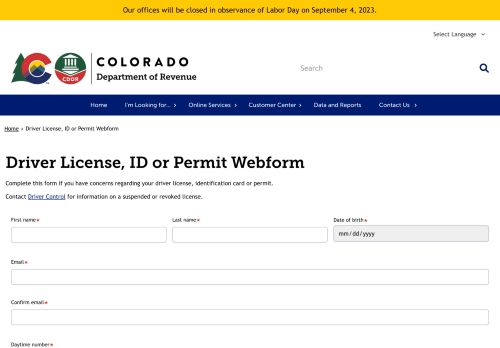 Our offices will be closed in observance of Labor Day on September 4, 2023.
Select Language
COLORADO
Department of Revenue
CDOR
Search
Home I'm Looking for... Online Services Customer Center Data and Reports Contact Us
Home › Driver License, ID or Permit Webform
Driver License, ID or Permit Webform
Complete this form if you have concerns regarding your driver license, identification card or permit.
Contact Driver Control for information on a suspended or revoked license.
First name* Last name* Date of birth*
mm/dd/yyyy
Email*
Confirm email*
Daytime number*